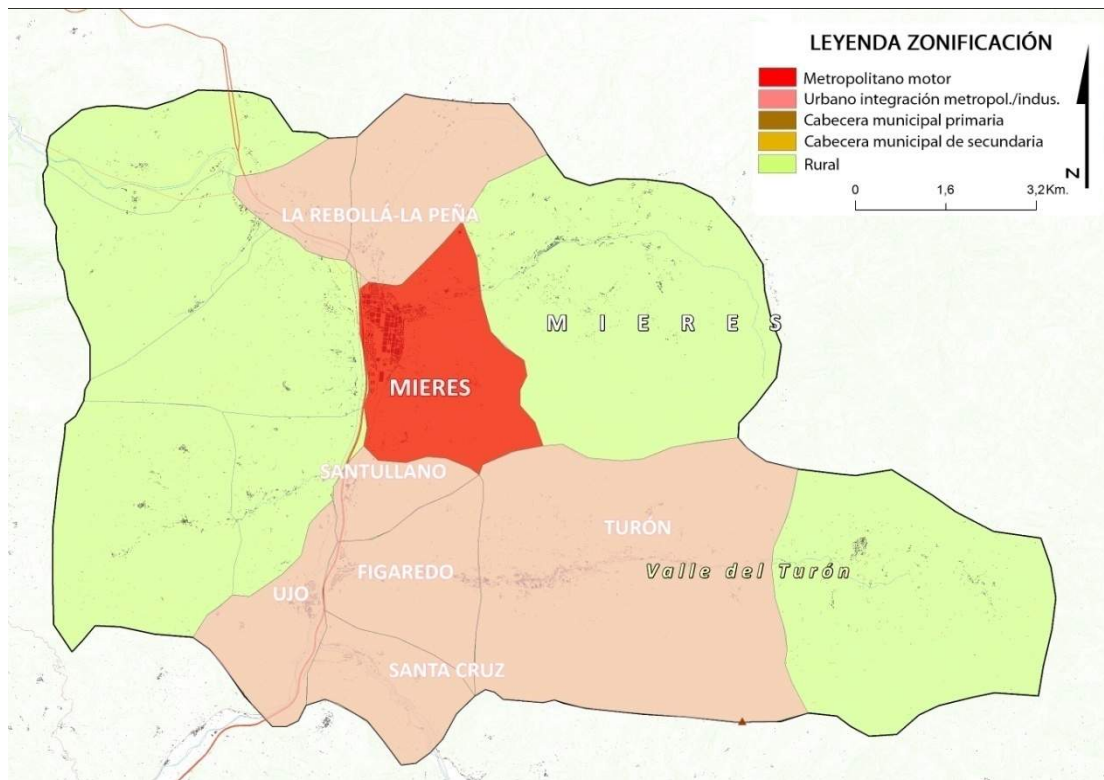 LEYENDA ZONIFICACIÓN
Metropolitano motor
Urbano integración metropol./indus.
Cabecera municipal primaria
Cabecera municipal de secundaria
Rural
N
0 1,6 3,2Km.
LA REBOLLÁ-LA PEÑA
MIERES
MIERES
SANTULLANO
TURÓN
Valle del Turón
FIGAREDO
UJO
SANTA CRUZ